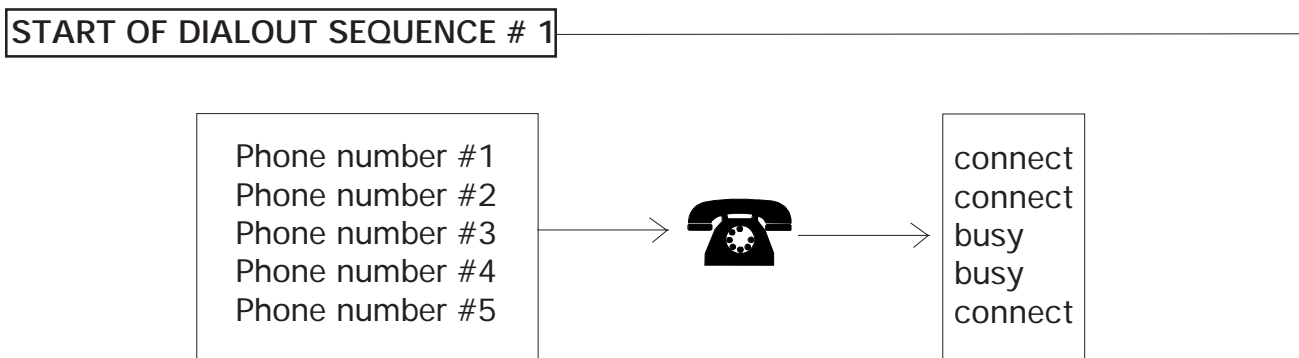 START OF DIALOUT SEQUENCE # 1
Phone number #1
Phone number #2
Phone number #3
Phone number #4
Phone number #5
connect
connect
busy
busy
connect